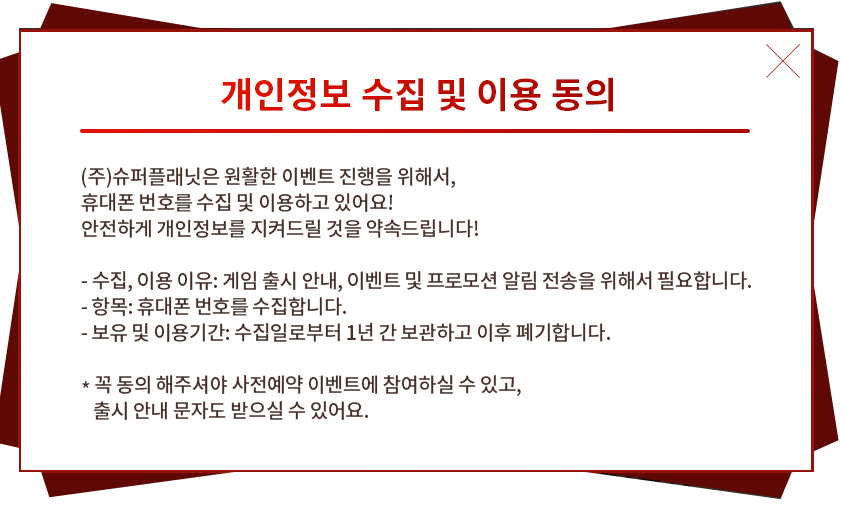 개인정보 수집 및 이용 동의
(주)슈퍼플래닛은 원활한 이벤트 진행을 위해서,
휴대폰 번호를 수집 및 이용하고 있어요!
안전하게 개인정보를 지켜드릴 것을 약속드립니다!
- 수집, 이용 이유: 게임 출시 안내, 이벤트 및 프로모션 알림 전송을 위해서 필요합니다.
- 항목: 휴대폰 번호를 수집합니다.
- 보유 및 이용기간: 수집일로부터 1년 간 보관하고 이후 폐기합니다.
* 꼭 동의 해주셔야 사전예약 이벤트에 참여하실 수 있고,
출시 안내 문자도 받으실 수 있어요.